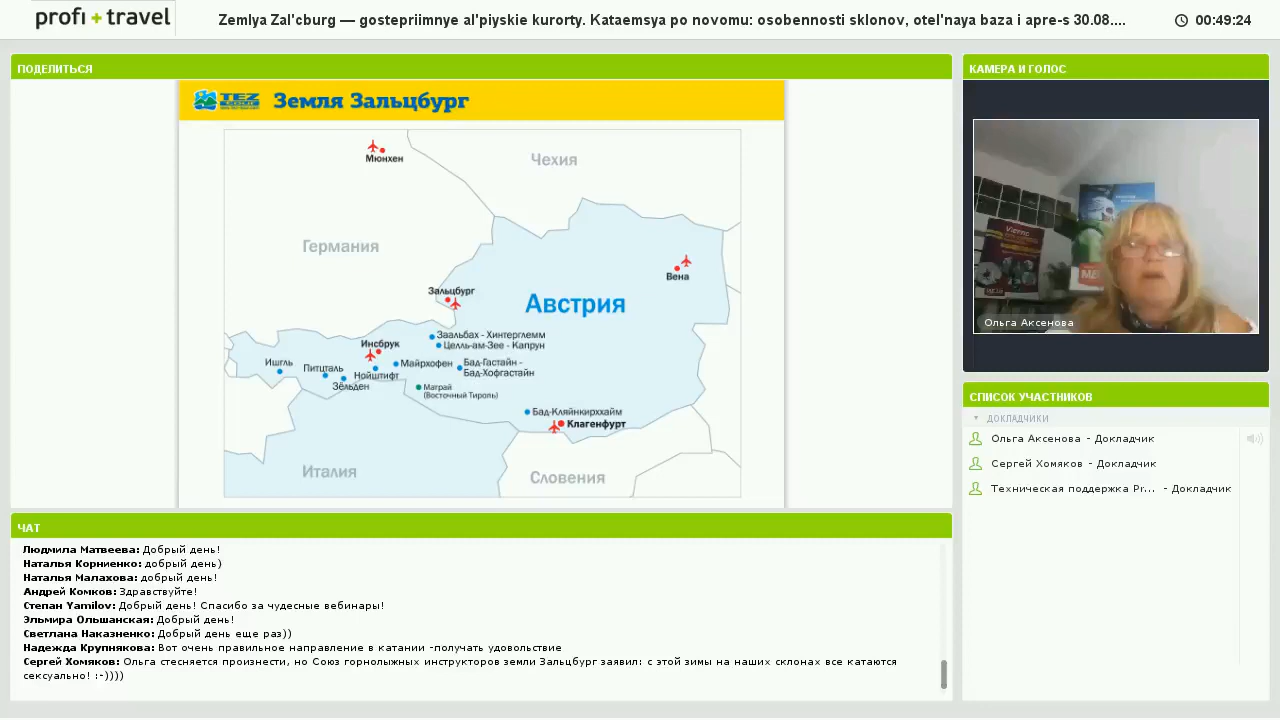 profi + travel
Zemlya Zal'cburg — gostepriimnye al'piyskie kurorty. Kataemsya po novomu: osobennosti sklonov, otel'naya baza i apre-s 30.08....
00:49:24
ПОДЕЛИТЬСЯ
TEZ TOUR
Земля Зальцбург
Мюнхен
Чехия
Германия
Вена
Зальцбург
Австрия
Заальбах - Хинтерглемм
Целль-ам-Зее - Капрун
Инсбрук
Ишгль
Питцталь
Майрхофен
Бад-Гастайн -
Бад-Хофгастайн
Нойштифт
Зёльден
Матрай
(Восточный Тироль)
Бад-Кляйнкирххайм
Клагенфурт
Италия
Словения
КАМЕРА И ГОЛОС
Vienna
Ольга Аксенова
СПИСОК УЧАСТНИКОВ
ДОКЛАДЧИКИ
Ольга Аксенова - Докладчик
Сергей Хомяков - Докладчик
Техническая поддержка Pr... - Докладчик
ЧАТ
Людмила Матвеева: Добрый день!
Наталья Корниенко: добрый день)
Наталья Малахова: добрый день!
Андрей Комков: Здравствуйте!
Степан Yamilov: Добрый день! Спасибо за чудесные вебинары!
Эльмира Ольшанская: Добрый день!
Светлана Наказненко: Добрый день еще раз))
Надежда Крупнякова: Вот очень правильное направление в катании -получать удовольствие
Сергей Хомяков: Ольга стесняется произнести, но Союз горнолыжных инструкторов земли Зальцбург заявил: с этой зимы на наших склонах все катаются
сексуально! :-))))